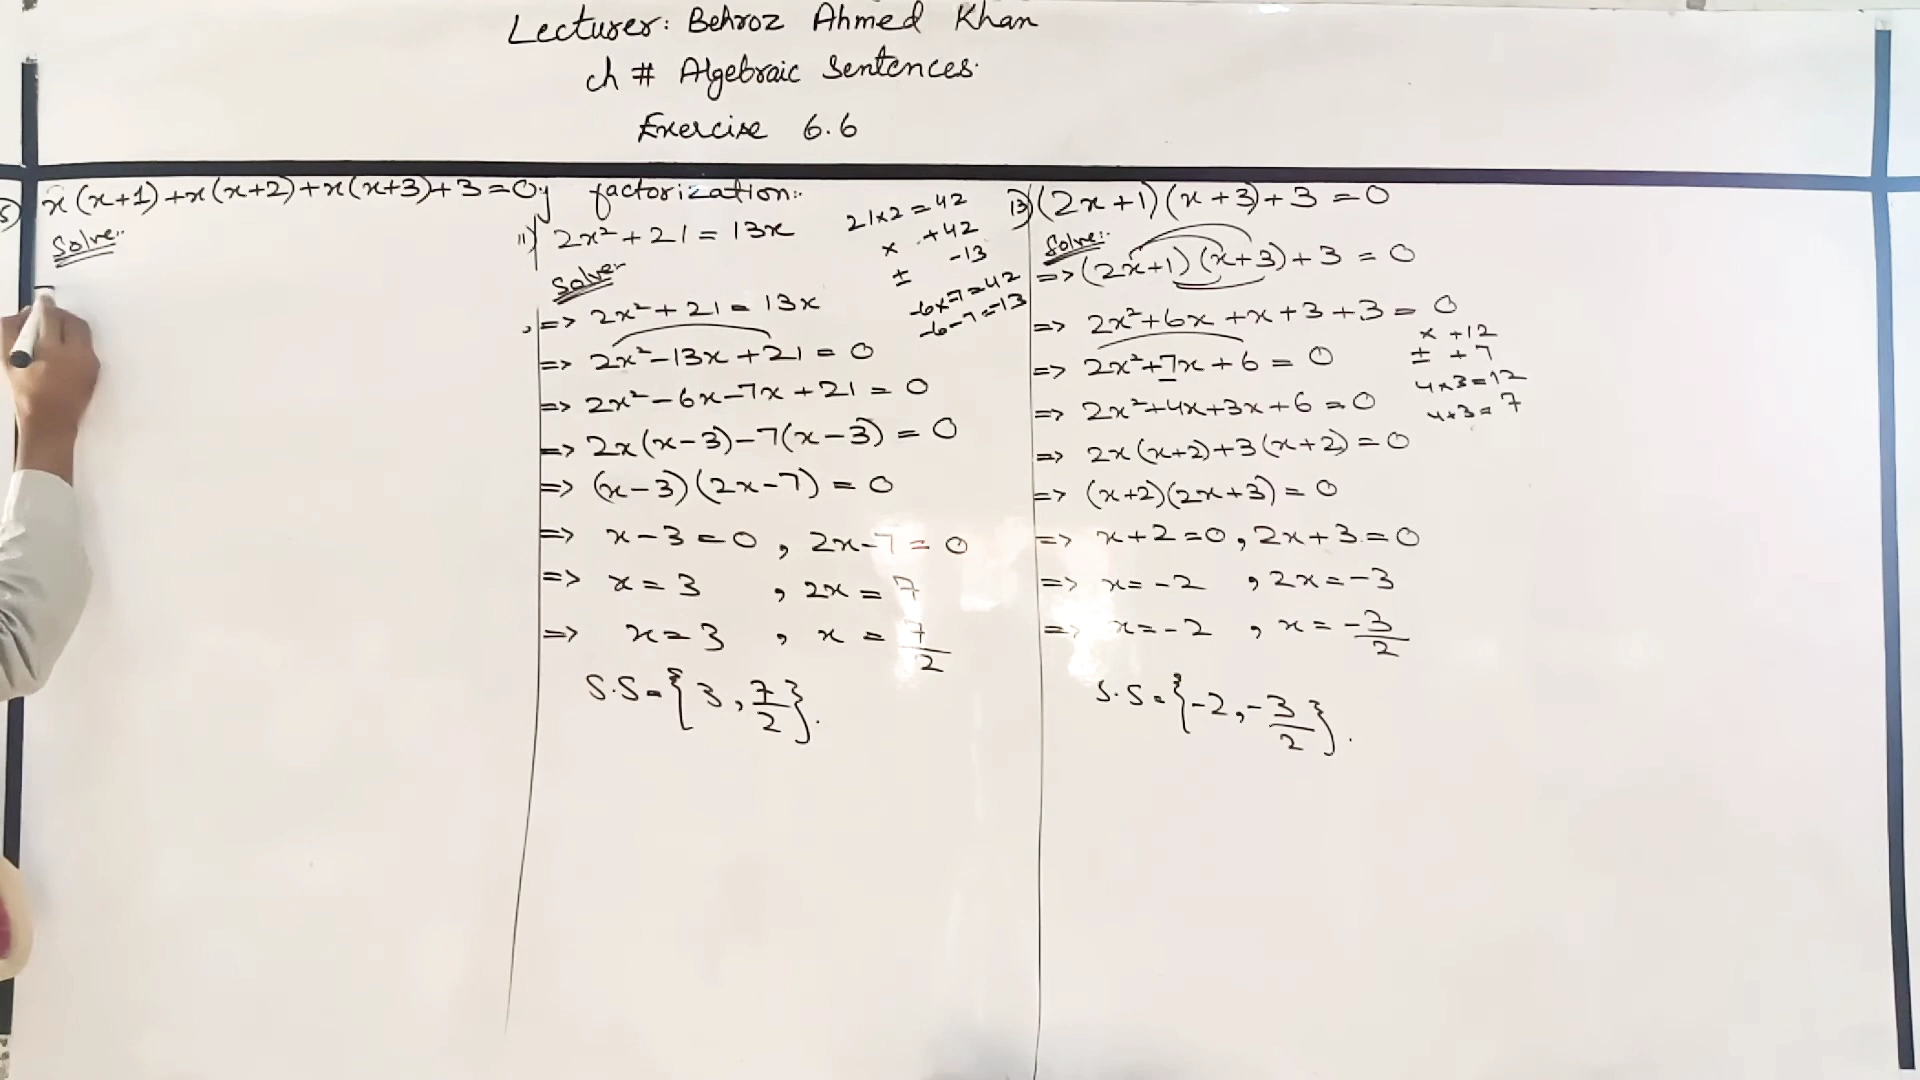 Lecturer: Behroz Ahmed Khan
ch # Algebraic Sentences.
Exercise 6.6
x(x+1)+x(x+2)+x(x+3)+3=0
Solve:.
y factorization:.
11) 2x²+21=13x
21×2=42
× +42
± -13
-6×-7=42
-6-7=-13
Solve:
=> 2x²+21=13x
=> 2x²-13x+21=0
=> 2x²-6x-7x+21=0
=> 2x(x-3)-7(x-3)=0
=> (x-3)(2x-7)=0
=> x-3=0, 2x-7=0
=> x=3 , 2x=7
=> x=3 , x=7/2
S.S={3, 7/2}.
13) (2x+1)(x+3)+3=0
Solve:.
=> (2x+1)(x+3)+3=0
=> 2x²+6x+x+3+3=0
× +12
± +7
4×3=12
4+3=7
=> 2x²+7x+6=0
=> 2x²+4x+3x+6=0
=> 2x(x+2)+3(x+2)=0
=> (x+2)(2x+3)=0
=> x+2=0, 2x+3=0
=> x=-2 , 2x=-3
=> x=-2 , x=-3/2
S.S={-2,-3/2}.